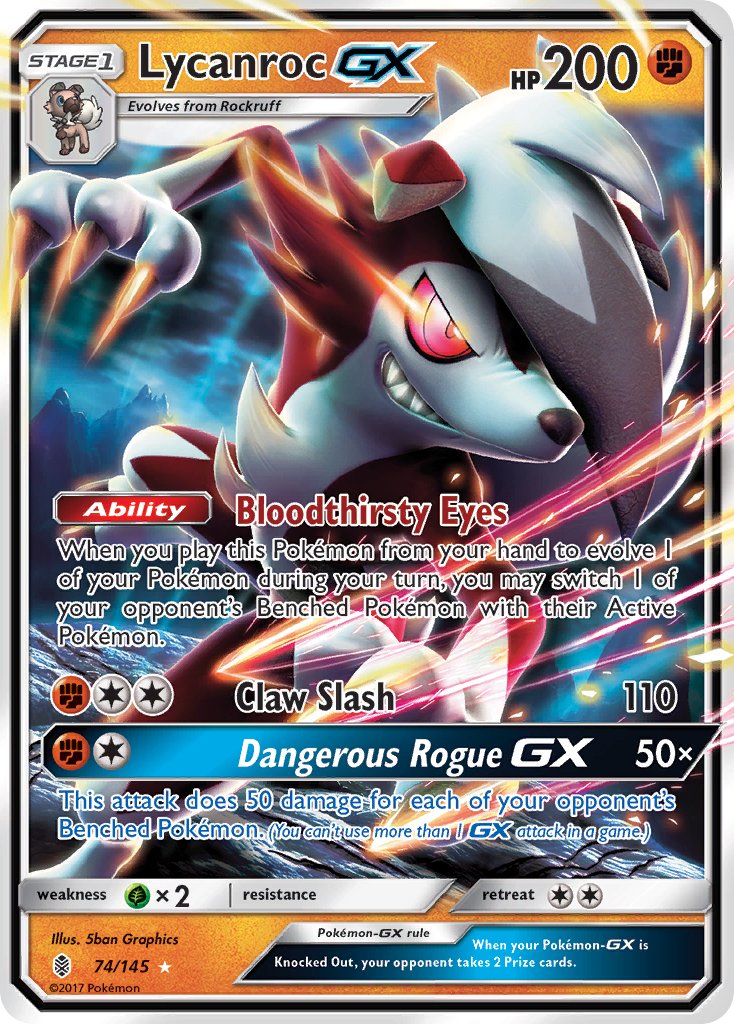 STAGE1
Lycanroc GX
HP 200
Evolves from Rockruff
Ability Bloodthirsty Eyes
When you play this Pokémon from your hand to evolve 1
of your Pokémon during your turn, you may switch 1 of
your opponent's Benched Pokémon with their Active
Pokémon.
Claw Slash 110
Dangerous Rogue GX 50×
This attack does 50 damage for each of your opponent's
Benched Pokémon. (You can't use more than 1 GX attack in a game.)
weakness ×2 resistance retreat
Illus. 5ban Graphics
74/145
©2017 Pokémon
Pokémon-GX rule
When your Pokémon-GX is
Knocked Out, your opponent takes 2 Prize cards.